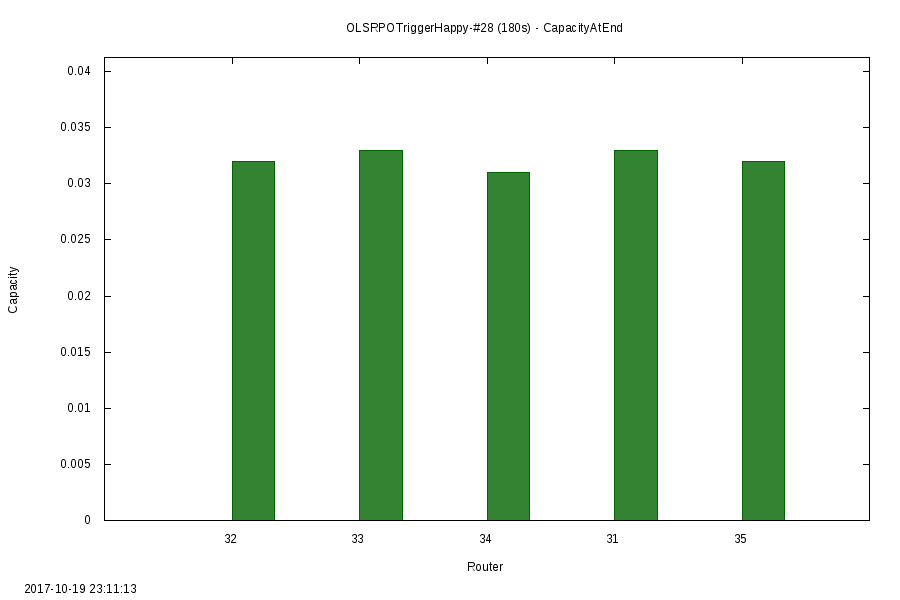 OLSRPOTriggerHappy-#28 (180s) - CapacityAtEnd
0.04
0.035
0.03
0.025
0.02
0.015
0.01
0.005
0
Capacity
32 33 34 31 35
Router
2017-10-19 23:11:13